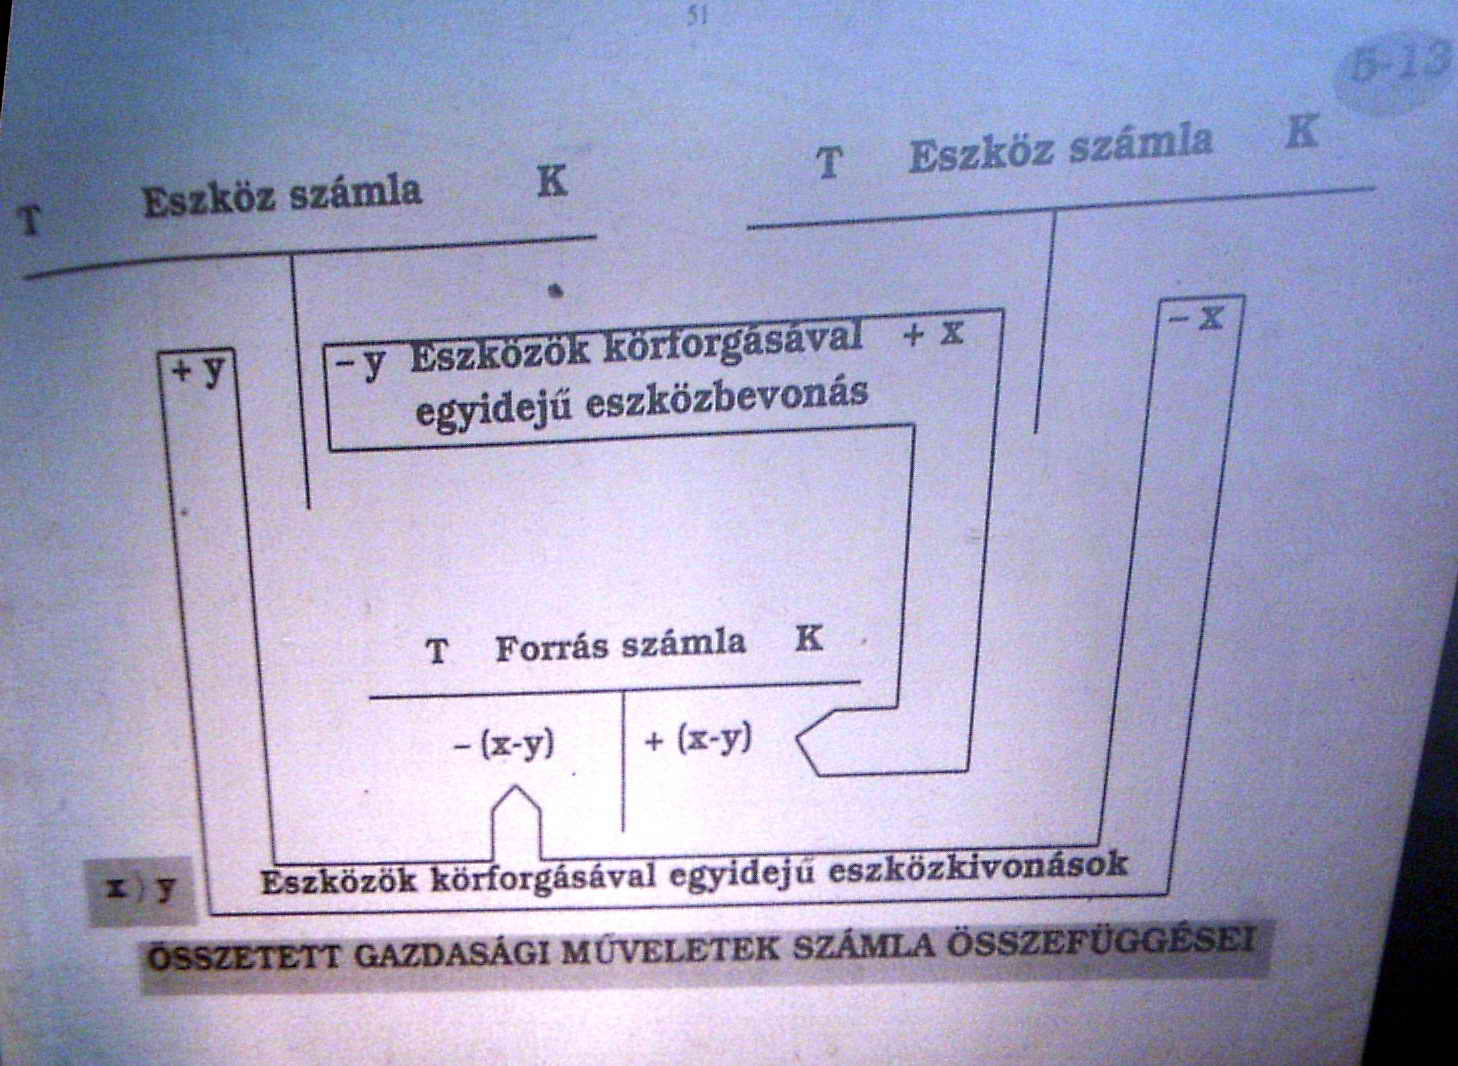 51
5-13
T Eszköz számla K
T Eszköz számla K
+ y
– y Eszközök körforgásával + x
egyidejű eszközbevonás
– x
T Forrás számla K
– (x-y) + (x-y)
Eszközök körforgásával egyidejű eszközkivonások
x ⟩ y
ÖSSZETETT GAZDASÁGI MŰVELETEK SZÁMLA ÖSSZEFÜGGÉSEI